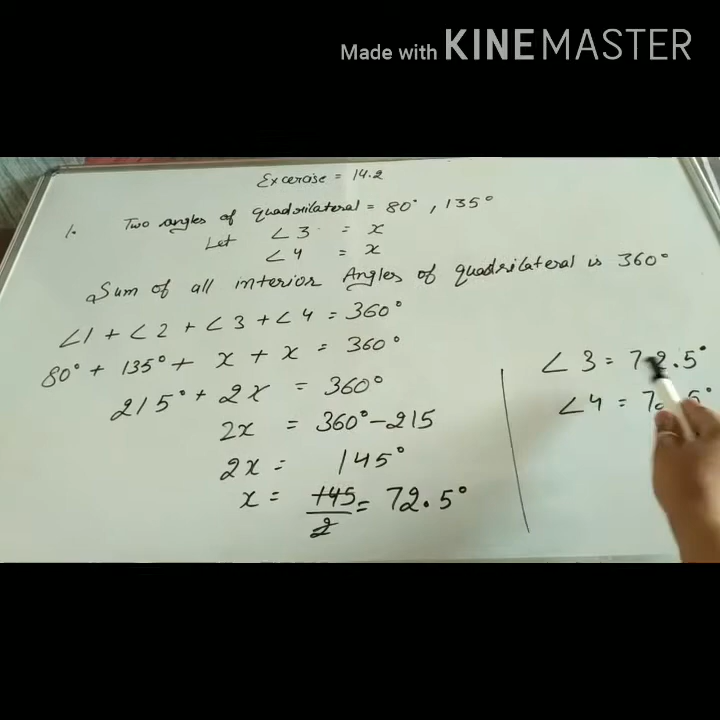 Made with KINEMASTER
Excercise = 14.2
1. Two angles of quadrilateral = 80°, 135°
Let ∠3 = x
∠4 = x
Sum of all interior Angles of quadrilateral is 360°
∠1 + ∠2 + ∠3 + ∠4 = 360°
80° + 135° + x + x = 360°
215° + 2x = 360°
2x = 360° - 215
2x = 145°
x = 145/2 = 72.5°
∠3 = 72.5°
∠4 =